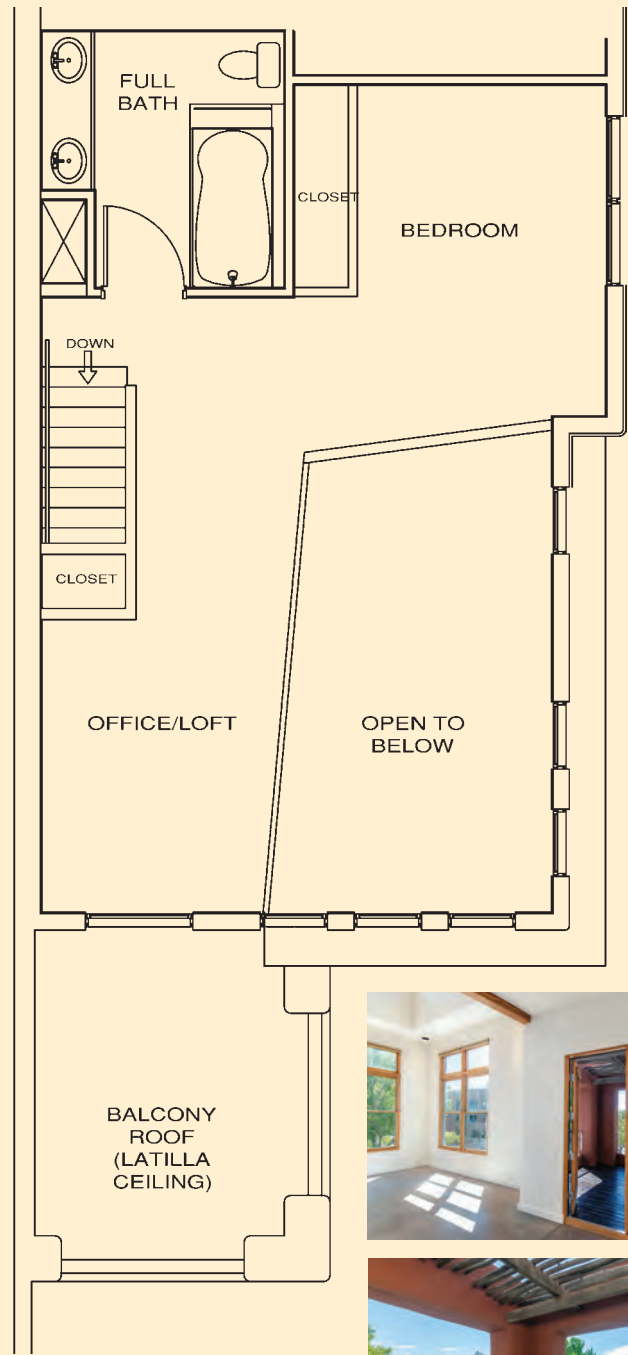 FULL
BATH
CLOSET
BEDROOM
DOWN
CLOSET
OFFICE/LOFT
OPEN TO
BELOW
BALCONY
ROOF
(LATILLA
CEILING)